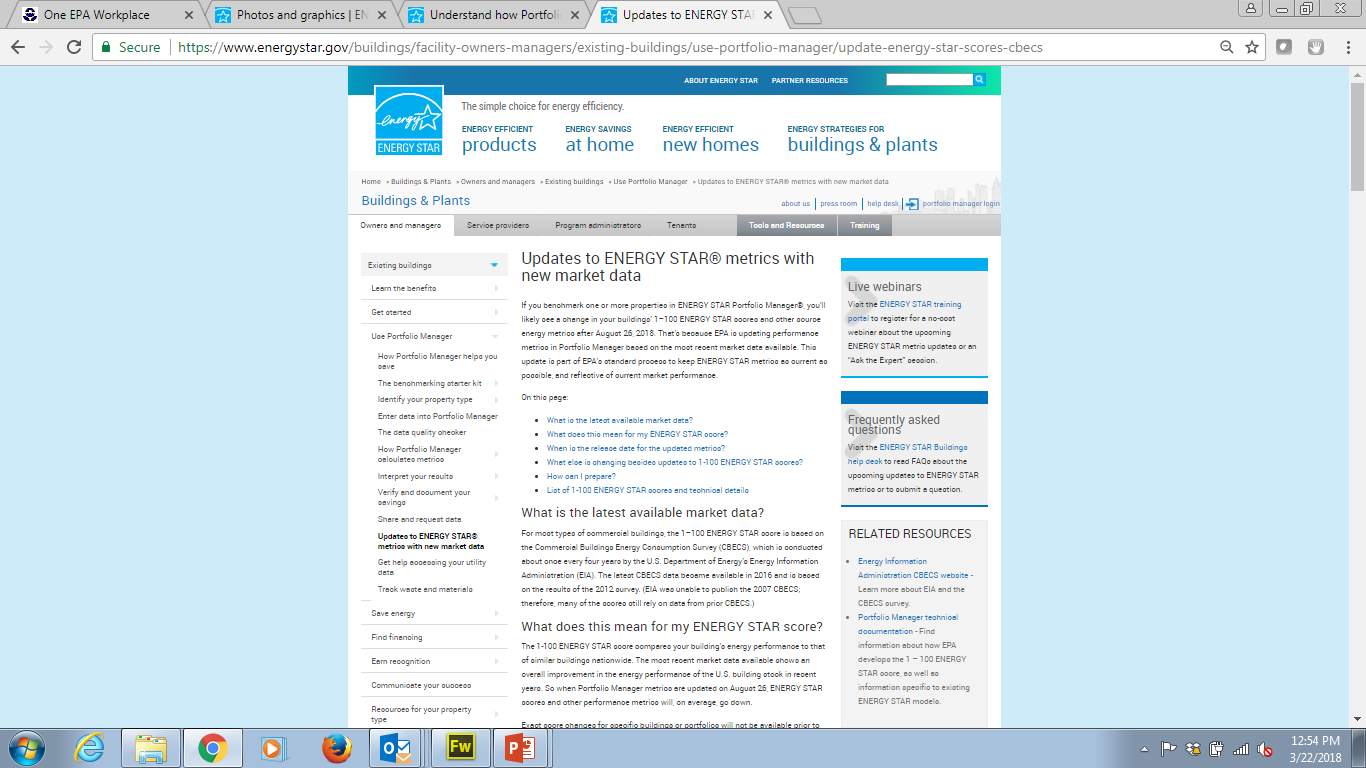 One EPA Workplace
Photos and graphics | EN
Understand how Portfoli
Updates to ENERGY STAR
Secure
https://www.energystar.gov/buildings/facility-owners-managers/existing-buildings/use-portfolio-manager/update-energy-star-scores-cbecs
ABOUT ENERGY STAR
PARTNER RESOURCES
energy
ENERGY STAR
The simple choice for energy efficiency.
ENERGY EFFICIENT
products
ENERGY SAVINGS
at home
ENERGY EFFICIENT
new homes
ENERGY STRATEGIES FOR
buildings & plants
Home » Buildings & Plants » Owners and managers » Existing buildings » Use Portfolio Manager » Updates to ENERGY STAR® metrics with new market data
Buildings & Plants
about us
press room
help desk
portfolio manager login
Owners and managers
Service providers
Program administrators
Tenants
Tools and Resources
Training
Existing buildings
Learn the benefits
Get started
Use Portfolio Manager
How Portfolio Manager helps you
save
The benchmarking starter kit
Identify your property type
Enter data into Portfolio Manager
The data quality checker
How Portfolio Manager
calculates metrics
Interpret your results
Verify and document your
savings
Share and request data
Updates to ENERGY STAR®
metrics with new market data
Get help accessing your utility
data
Track waste and materials
Save energy
Find financing
Earn recognition
Communicate your success
Resources for your property
type
Updates to ENERGY STAR® metrics with
new market data
If you benchmark one or more properties in ENERGY STAR Portfolio Manager®, you'll
likely see a change in your buildings' 1–100 ENERGY STAR scores and other source
energy metrics after August 26, 2018. That's because EPA is updating performance
metrics in Portfolio Manager based on the most recent market data available. This
update is part of EPA's standard process to keep ENERGY STAR metrics as current as
possible, and reflective of current market performance.
On this page:
What is the latest available market data?
What does this mean for my ENERGY STAR score?
When is the release date for the updated metrics?
What else is changing besides updates to 1-100 ENERGY STAR scores?
How can I prepare?
List of 1-100 ENERGY STAR scores and technical details
What is the latest available market data?
For most types of commercial buildings, the 1–100 ENERGY STAR score is based on
the Commercial Buildings Energy Consumption Survey (CBECS), which is conducted
about once every four years by the U.S. Department of Energy's Energy Information
Administration (EIA). The latest CBECS data became available in 2016 and is based
on the results of the 2012 survey. (EIA was unable to publish the 2007 CBECS;
therefore, many of the scores still rely on data from prior CBECS.)
What does this mean for my ENERGY STAR score?
The 1-100 ENERGY STAR score compares your building's energy performance to that
of similar buildings nationwide. The most recent market data available shows an
overall improvement in the energy performance of the U.S. building stock in recent
years. So when Portfolio Manager metrics are updated on August 26, ENERGY STAR
scores and other performance metrics will, on average, go down.
Exact score changes for specific buildings or portfolios will not be available prior to
Live webinars
Visit the ENERGY STAR training
portal to register for a no-cost
webinar about the upcoming
ENERGY STAR metric updates or an
"Ask the Expert" session.
Frequently asked
questions
Visit the ENERGY STAR Buildings
help desk to read FAQs about the
upcoming updates to ENERGY STAR
metrics or to submit a question.
RELATED RESOURCES
Energy Information
Administration CBECS website -
Learn more about EIA and the
CBECS survey.
Portfolio Manager technical
documentation - Find
information about how EPA
develops the 1 – 100 ENERGY
STAR score, as well as
information specific to existing
ENERGY STAR models.
Fw
12:54 PM
3/22/2018